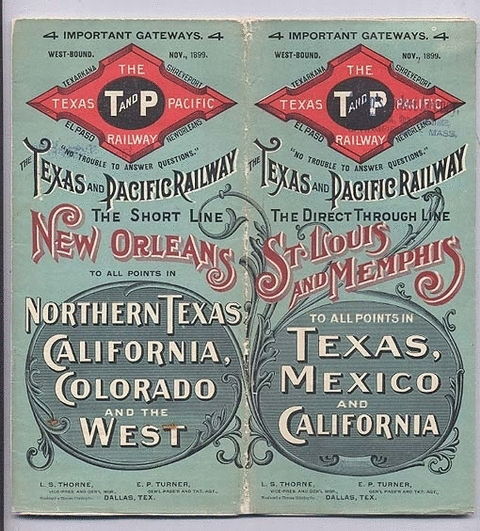 4 IMPORTANT GATEWAYS. 4
WEST-BOUND. NOV., 1899.
TEXARKANA SHREVEPORT
THE
TEXAS T AND P PACIFIC
RAILWAY
EL PASO NEW ORLEANS
"NO TROUBLE TO ANSWER QUESTIONS."
THE TEXAS AND PACIFIC RAILWAY
THE SHORT LINE
NEW ORLEANS
TO ALL POINTS IN
NORTHERN TEXAS
CALIFORNIA,
COLORADO
AND THE
WEST
L. S. THORNE, E. P. TURNER,
VICE-PRES AND GEN'L MGR., GEN'L PASS'R AND TKT. AGT.,
DALLAS, TEX.
4 IMPORTANT GATEWAYS. 4
WEST-BOUND. NOV., 1899.
TEXARKANA SHREVEPORT
THE
TEXAS T AND P PACIFIC
RAILWAY
EL PASO NEW ORLEANS
MASS.
"NO TROUBLE TO ANSWER QUESTIONS."
THE TEXAS AND PACIFIC RAILWAY
THE DIRECT THROUGH LINE
ST. LOUIS
AND MEMPHIS
TO ALL POINTS IN
TEXAS,
MEXICO
AND
CALIFORNIA
L. S. THORNE, E. P. TURNER,
VICE-PRES AND GEN'L MGR., GEN'L PASS'R AND TKT. AGT.,
DALLAS, TEX.